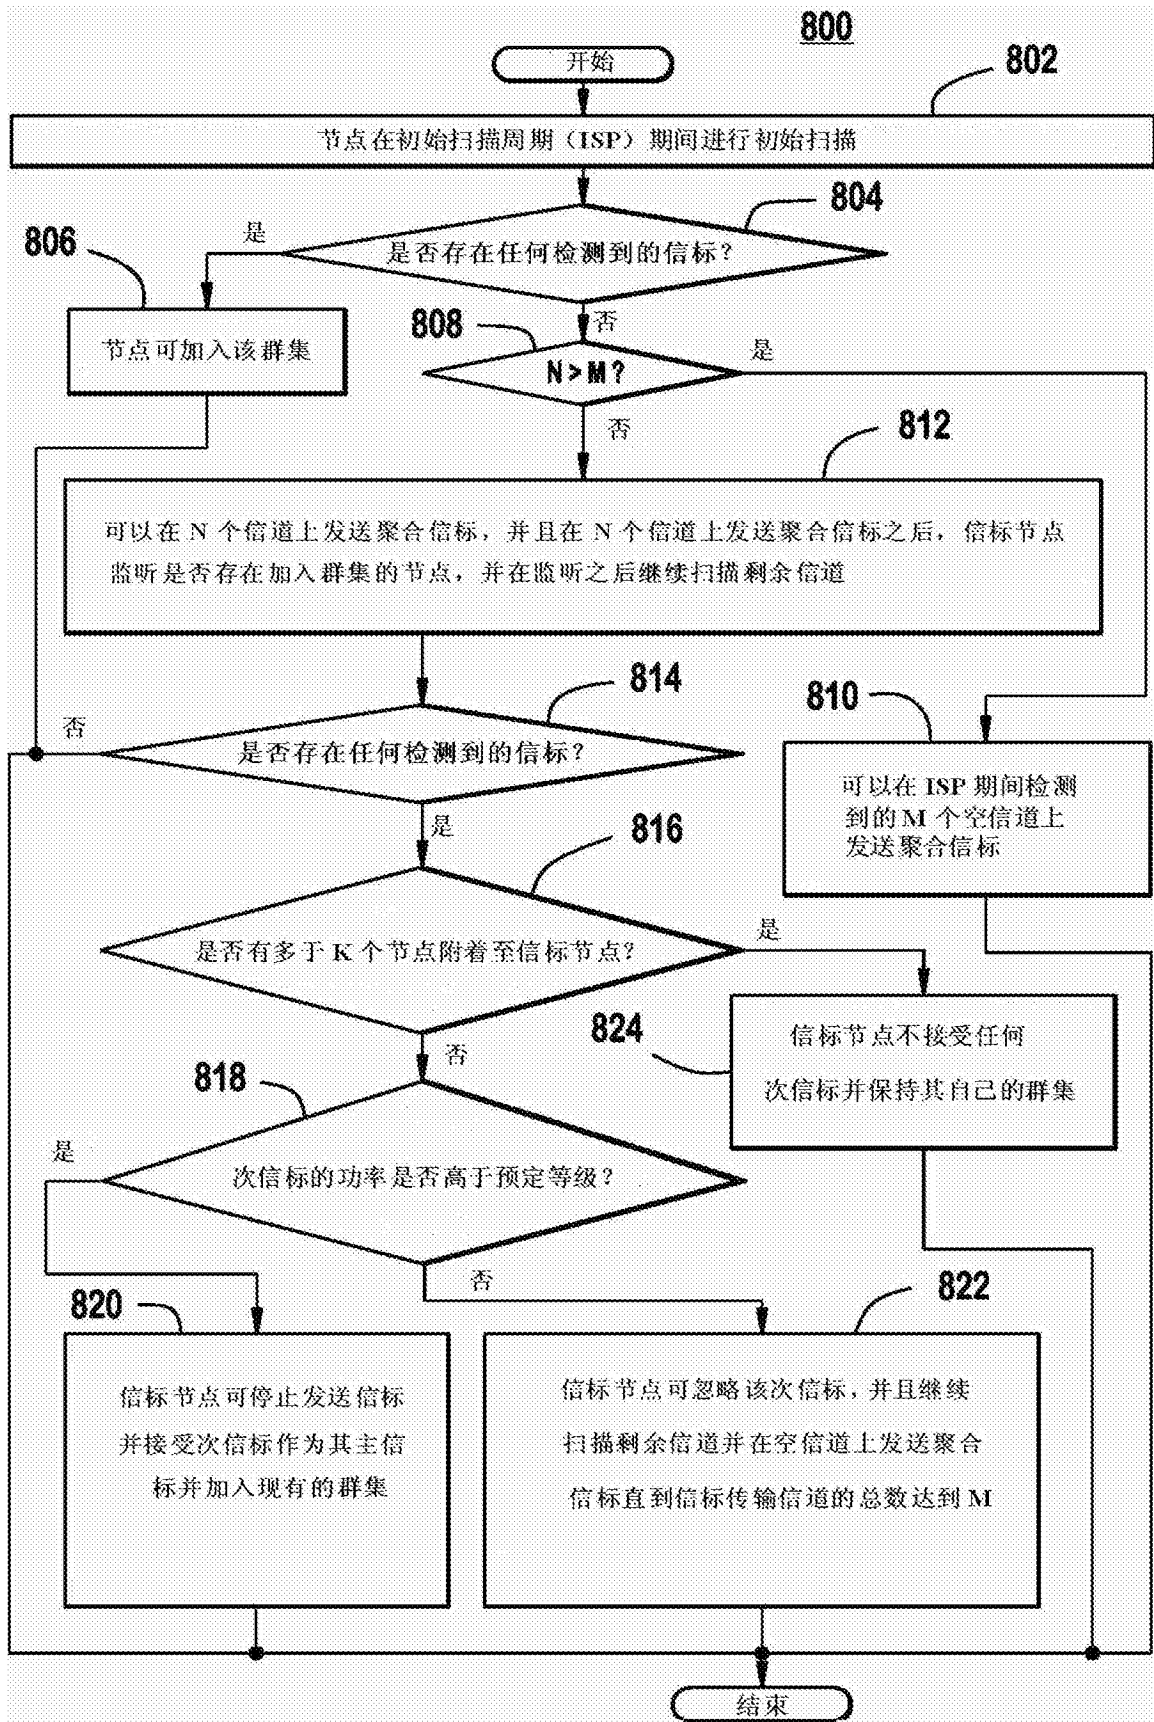 800
开始
802
节点在初始扫描周期（ISP）期间进行初始扫描
804
是
806
是否存在任何检测到的信标？
808
否
是
节点可加入该群集
N>M？
否
812
可以在 N 个信道上发送聚合信标，并且在 N 个信道上发送聚合信标之后，信标节点
监听是否存在加入群集的节点，并在监听之后继续扫描剩余信道
814
810
否
是否存在任何检测到的信标？
可以在 ISP 期间检测
到的 M 个空信道上
发送聚合信标
是
816
是
是否有多于 K 个节点附着至信标节点？
824
信标节点不接受任何
次信标并保持其自己的群集
否
818
是
次信标的功率是否高于预定等级？
否
820
822
信标节点可停止发送信标
并接受次信标作为其主信
标并加入现有的群集
信标节点可忽略该次信标，并且继续
扫描剩余信道并在空信道上发送聚合
信标直到信标传输信道的总数达到 M
结束